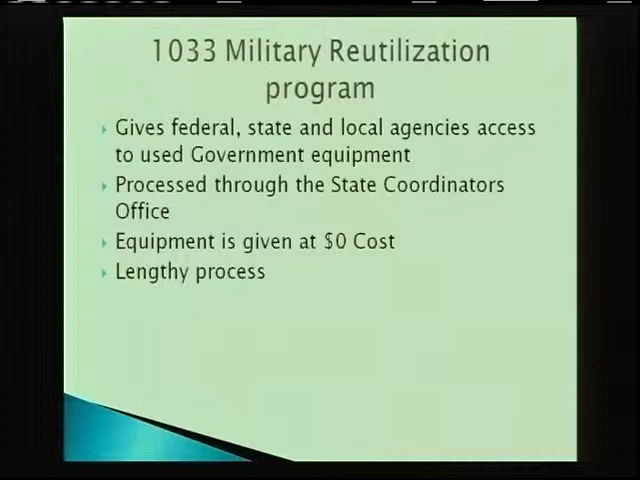 1033 Military Reutilization
program
Gives federal, state and local agencies access
to used Government equipment
Processed through the State Coordinators
Office
Equipment is given at $0 Cost
Lengthy process